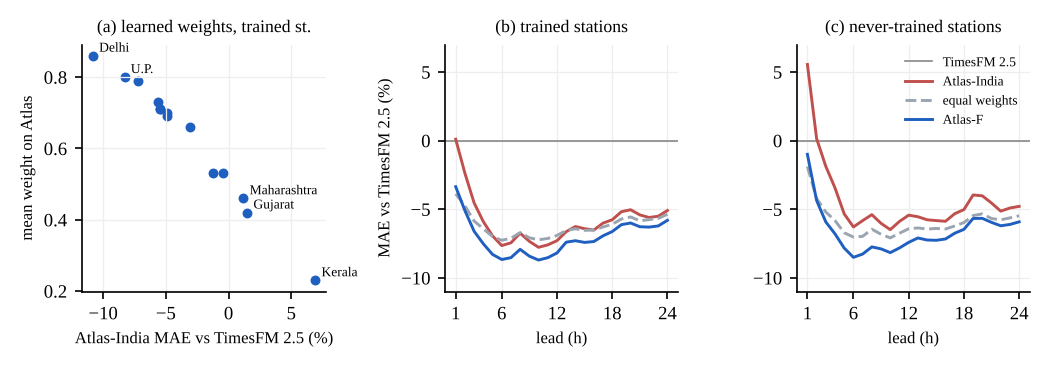 (a) learned weights, trained st.
mean weight on Atlas
0.8
0.6
0.4
0.2
Delhi
U.P.
Maharashtra
Gujarat
Kerala
−10
−5
0
5
Atlas-India MAE vs TimesFM 2.5 (%)
(b) trained stations
MAE vs TimesFM 2.5 (%)
5
0
−5
−10
1
6
12
18
24
lead (h)
(c) never-trained stations
5
0
−5
−10
TimesFM 2.5
Atlas-India
equal weights
Atlas-F
1
6
12
18
24
lead (h)